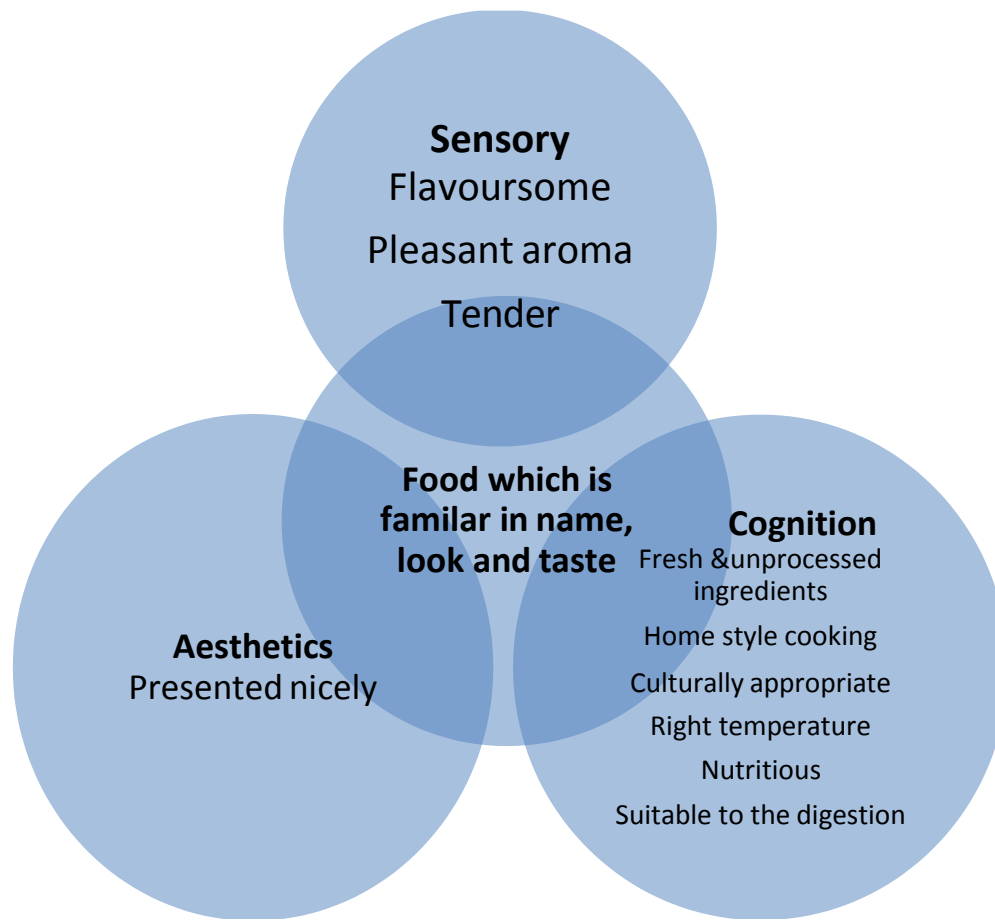 Sensory
Flavoursome
Pleasant aroma
Tender
Food which is
familar in name,
look and taste
Cognition
Fresh &unprocessed
ingredients
Home style cooking
Culturally appropriate
Right temperature
Nutritious
Suitable to the digestion
Aesthetics
Presented nicely